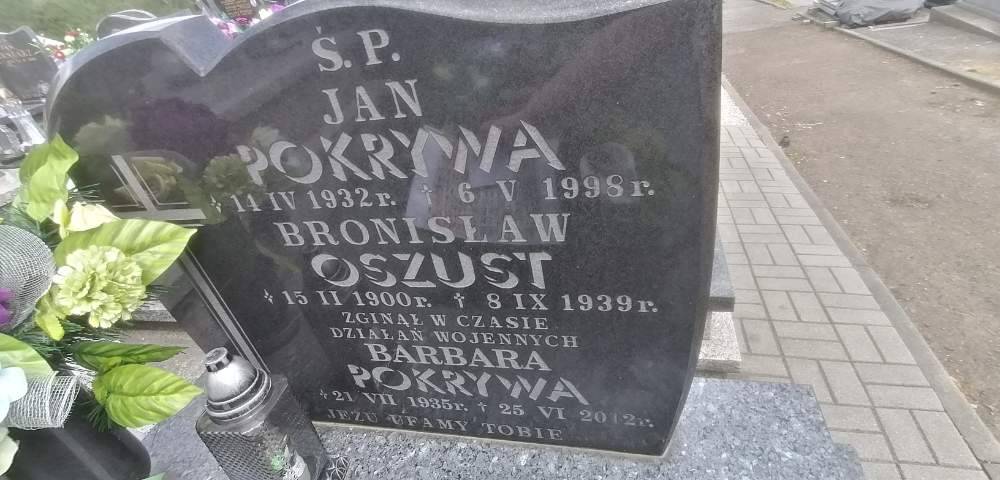 Ś.P.
JAN
POKRYWA
* 14 IV 1932r. † 6 V 1998r.
BRONISŁAW
OSZUST
* 15 II 1900r. † 8 IX 1939r.
ZGINĄŁ W CZASIE
DZIAŁAŃ WOJENNYCH
BARBARA
POKRYWA
* 21 VII 1935r. † 25 VI 2012r.
JEZU UFAMY TOBIE